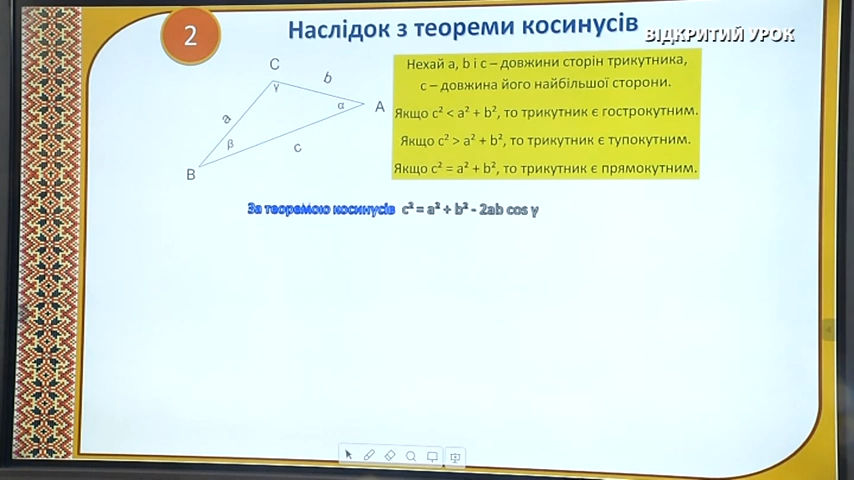 2
Наслідок з теореми косинусів
ВІДКРИТИЙ УРОК
Нехай a, b і c – довжини сторін трикутника,
c – довжина його найбільшої сторони.
Якщо c² < a² + b², то трикутник є гострокутним.
Якщо c² > a² + b², то трикутник є тупокутним.
Якщо c² = a² + b², то трикутник є прямокутним.
C
b
γ
α
A
a
β
c
B
За теоремою косинусів c² = a² + b² - 2ab cos γ